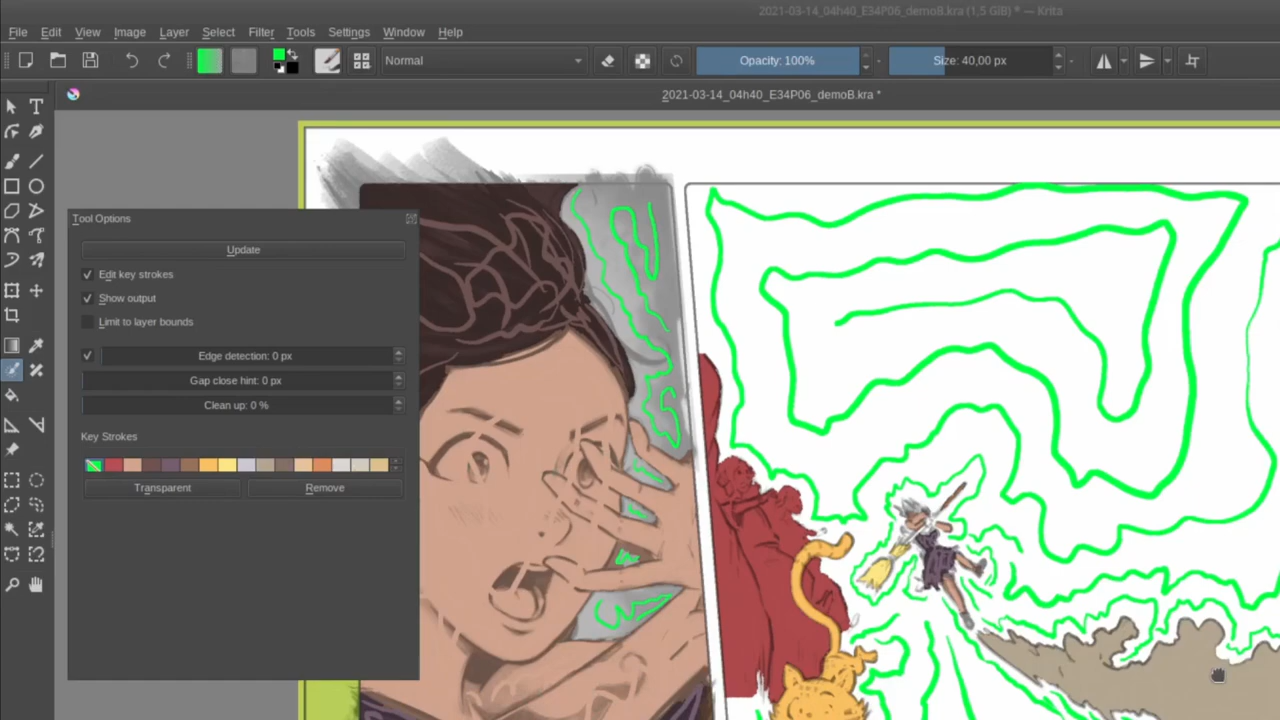 2021-03-14_04h40_E34P06_demoB.kra (1,5 GiB) * — Krita
File Edit View Image Layer Select Filter Tools Settings Window Help
Normal Opacity: 100% Size: 40,00 px
2021-03-14_04h40_E34P06_demoB.kra *
Tool Options
Update
Edit key strokes
Show output
Limit to layer bounds
Edge detection: 0 px
Gap close hint: 0 px
Clean up: 0 %
Key Strokes
Transparent Remove